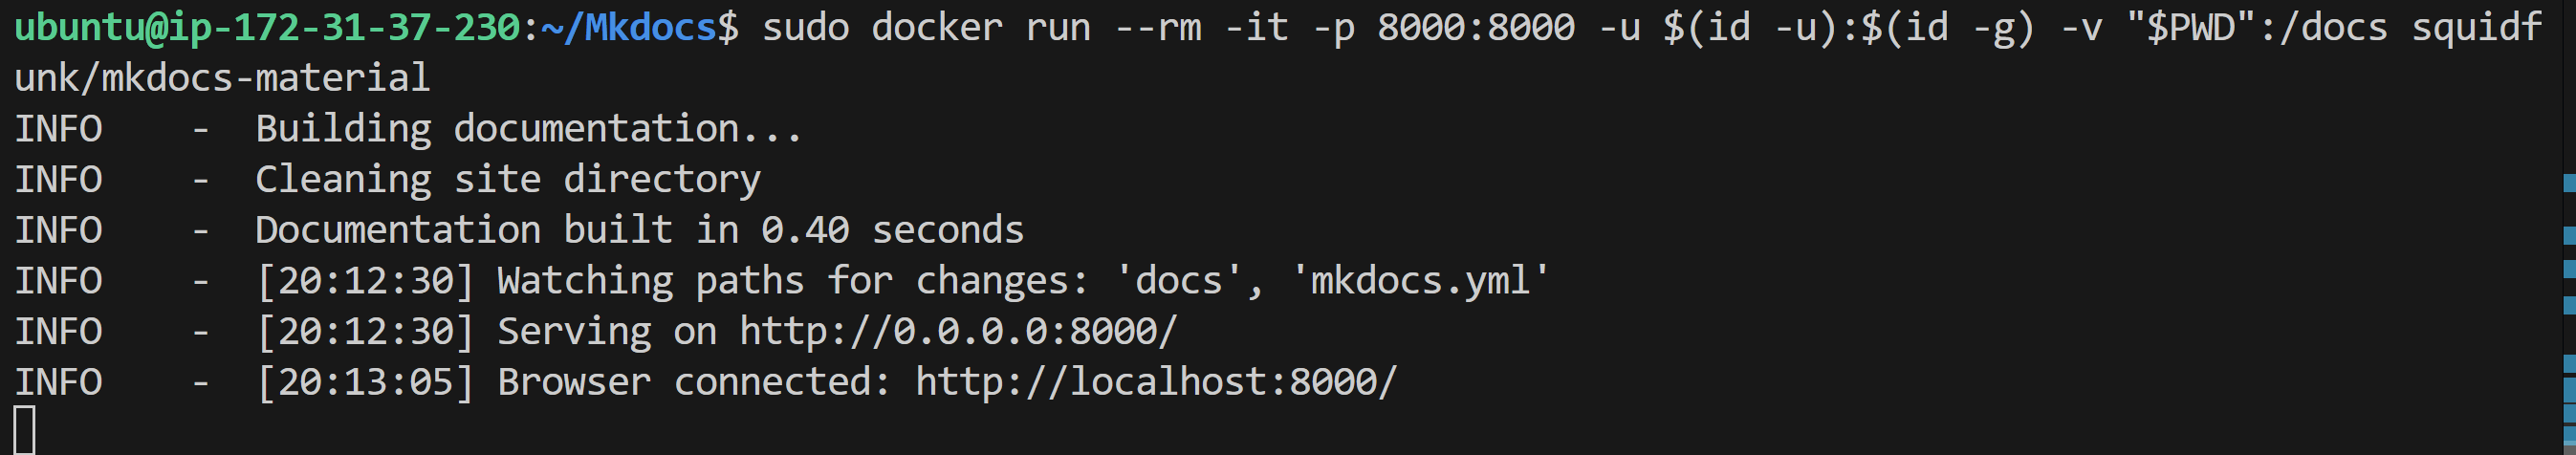 ubuntu@ip-172-31-37-230:~/Mkdocs$ sudo docker run --rm -it -p 8000:8000 -u $(id -u):$(id -g) -v "$PWD":/docs squidf
unk/mkdocs-material
INFO    -  Building documentation...
INFO    -  Cleaning site directory
INFO    -  Documentation built in 0.40 seconds
INFO    -  [20:12:30] Watching paths for changes: 'docs', 'mkdocs.yml'
INFO    -  [20:12:30] Serving on http://0.0.0.0:8000/
INFO    -  [20:13:05] Browser connected: http://localhost:8000/